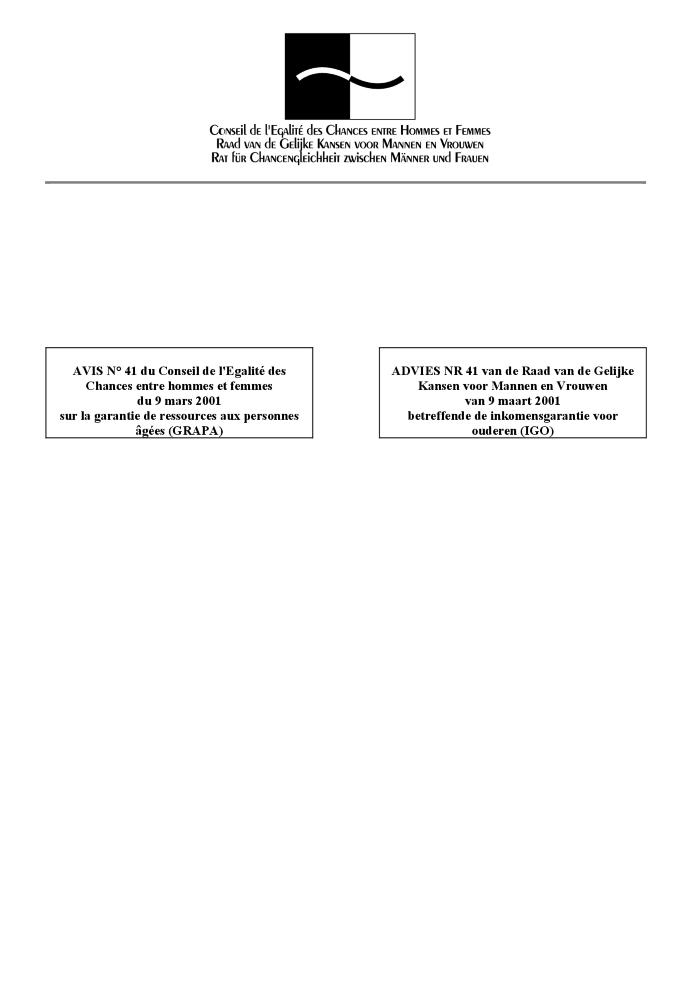 Conseil de l'Egalité des Chances entre Hommes et Femmes
Raad van de Gelijke Kansen voor Mannen en Vrouwen
Rat für Chancengleichheit zwischen Männer und Frauen
AVIS N° 41 du Conseil de l'Egalité des
Chances entre hommes et femmes
du 9 mars 2001
sur la garantie de ressources aux personnes
âgées (GRAPA)
ADVIES NR 41 van de Raad van de Gelijke
Kansen voor Mannen en Vrouwen
van 9 maart 2001
betreffende de inkomensgarantie voor
ouderen (IGO)